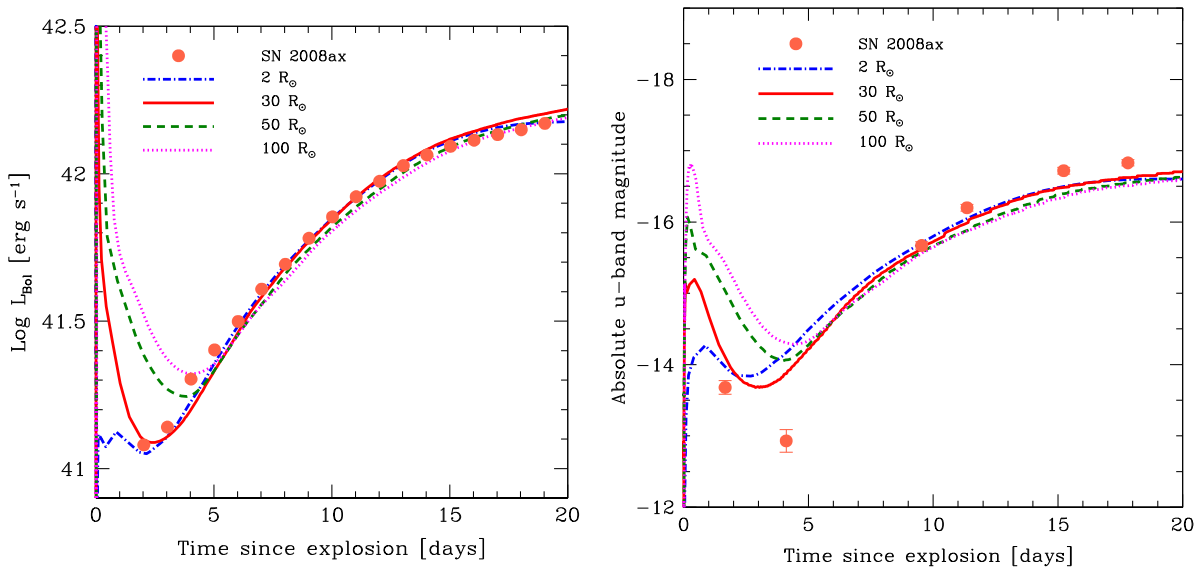 42.5
42
41.5
41
Log L_Bol [erg s⁻¹]
SN 2008ax
2 R⊙
30 R⊙
50 R⊙
100 R⊙
0 5 10 15 20
Time since explosion [days]
−18
−16
−14
−12
Absolute u-band magnitude
SN 2008ax
2 R⊙
30 R⊙
50 R⊙
100 R⊙
0 5 10 15 20
Time since explosion [days]